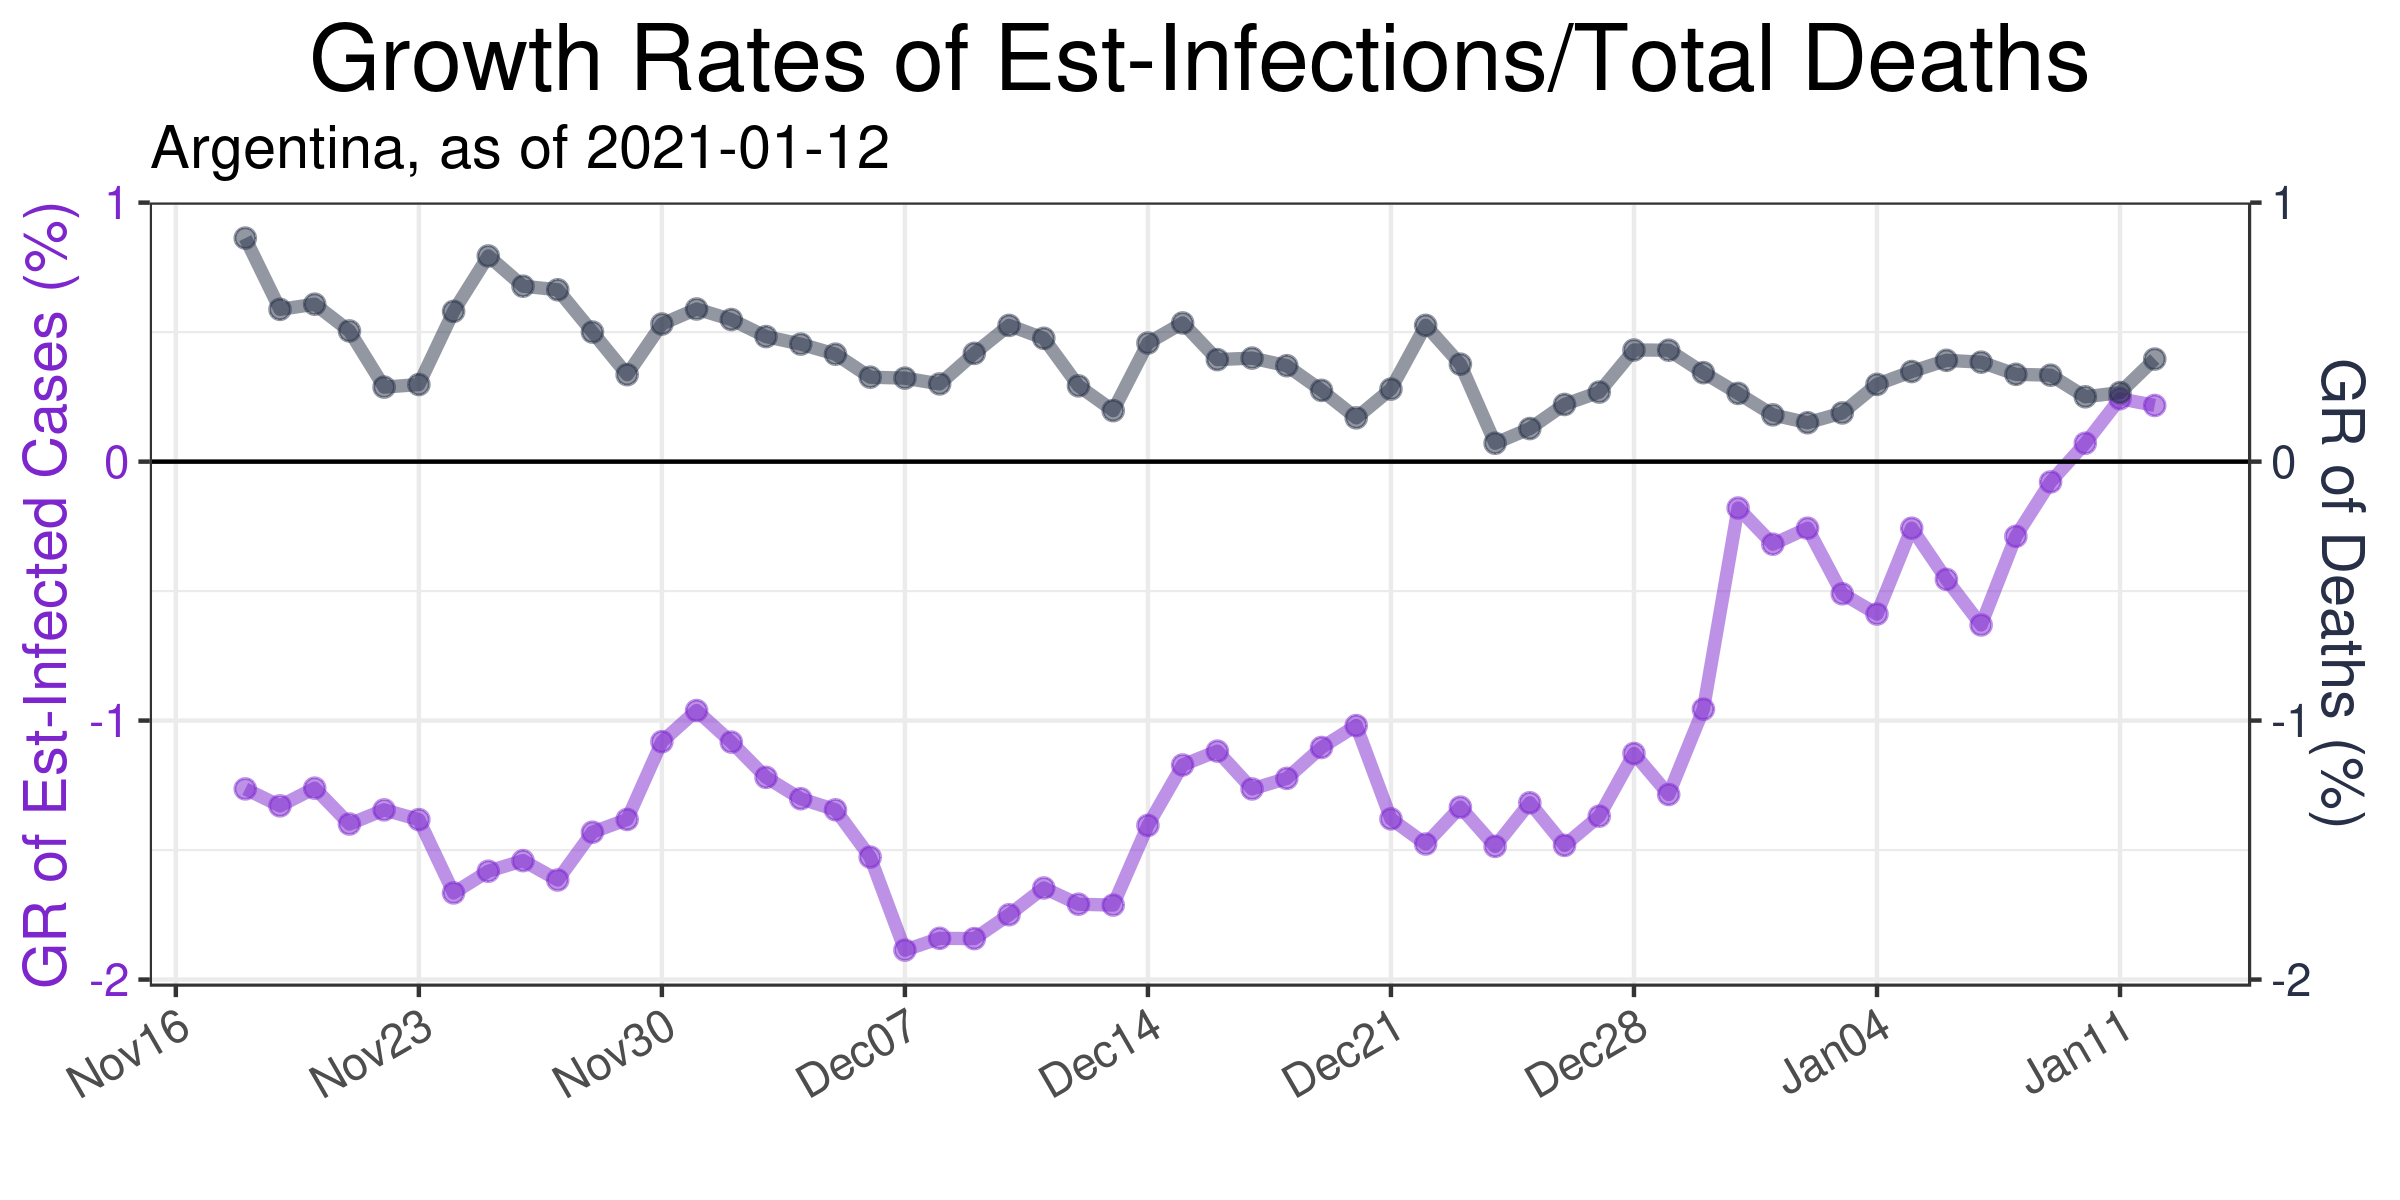 Growth Rates of Est-Infections/Total Deaths
Argentina, as of 2021-01-12
GR of Est-Infected Cases (%)
1
0
-1
-2
1
0
-1
-2
GR of Deaths (%)
Nov16
Nov23
Nov30
Dec07
Dec14
Dec21
Dec28
Jan04
Jan11